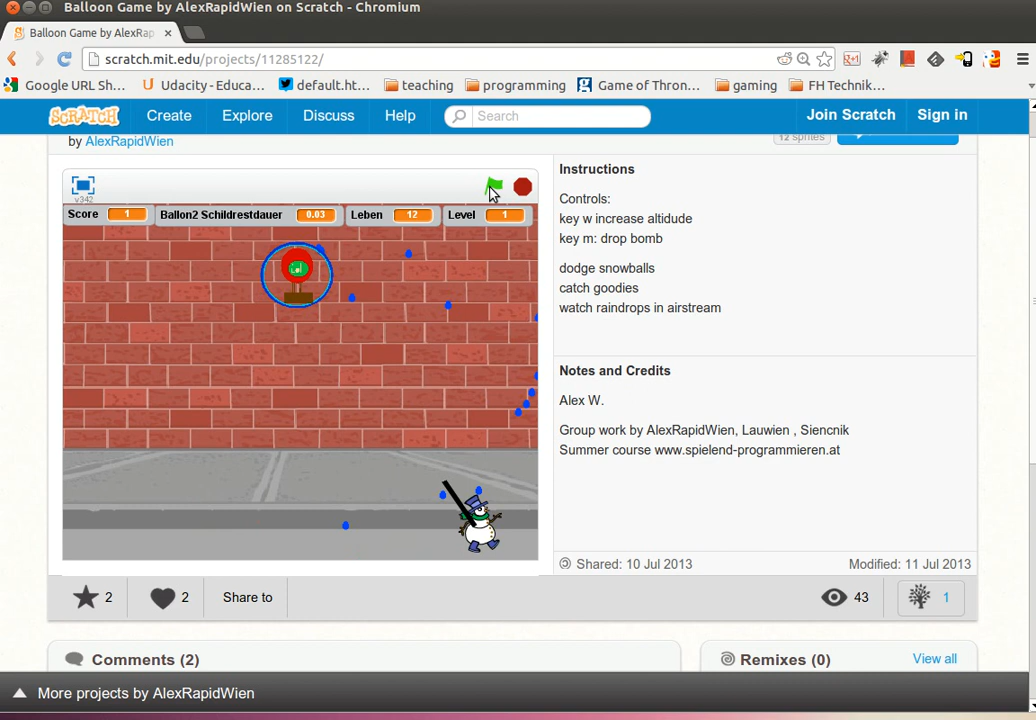 Balloon Game by AlexRapidWien on Scratch - Chromium
Balloon Game by AlexRap
scratch.mit.edu/projects/11285122/
Google URL Sh... Udacity - Educa... default.ht... teaching programming Game of Thron... gaming FH Technik...
SCRATCH Create Explore Discuss Help Search Join Scratch Sign in
by AlexRapidWien
12 sprites
v342
Score 1 Ballon2 Schildrestdauer 0.03 Leben 12 Level 1
Instructions
Controls:
key w increase altidude
key m: drop bomb
dodge snowballs
catch goodies
watch raindrops in airstream
Notes and Credits
Alex W.
Group work by AlexRapidWien, Lauwien , Siencnik
Summer course www.spielend-programmieren.at
Shared: 10 Jul 2013 Modified: 11 Jul 2013
2 2 Share to 43 1
Comments (2)
Remixes (0) View all
More projects by AlexRapidWien